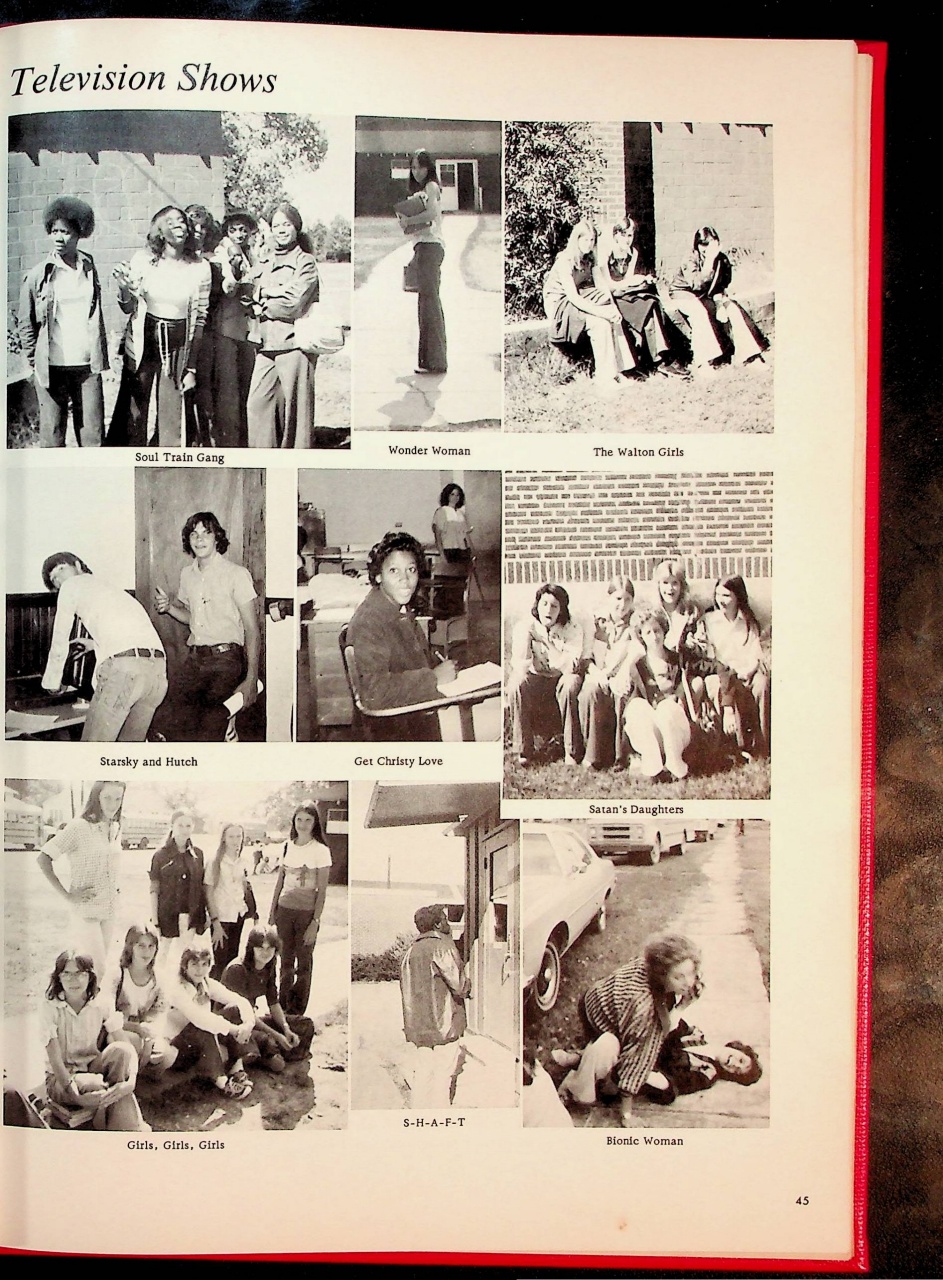 Television Shows
Soul Train Gang
Wonder Woman
The Walton Girls
Starsky and Hutch
Get Christy Love
Satan's Daughters
Girls, Girls, Girls
S-H-A-F-T
Bionic Woman
45